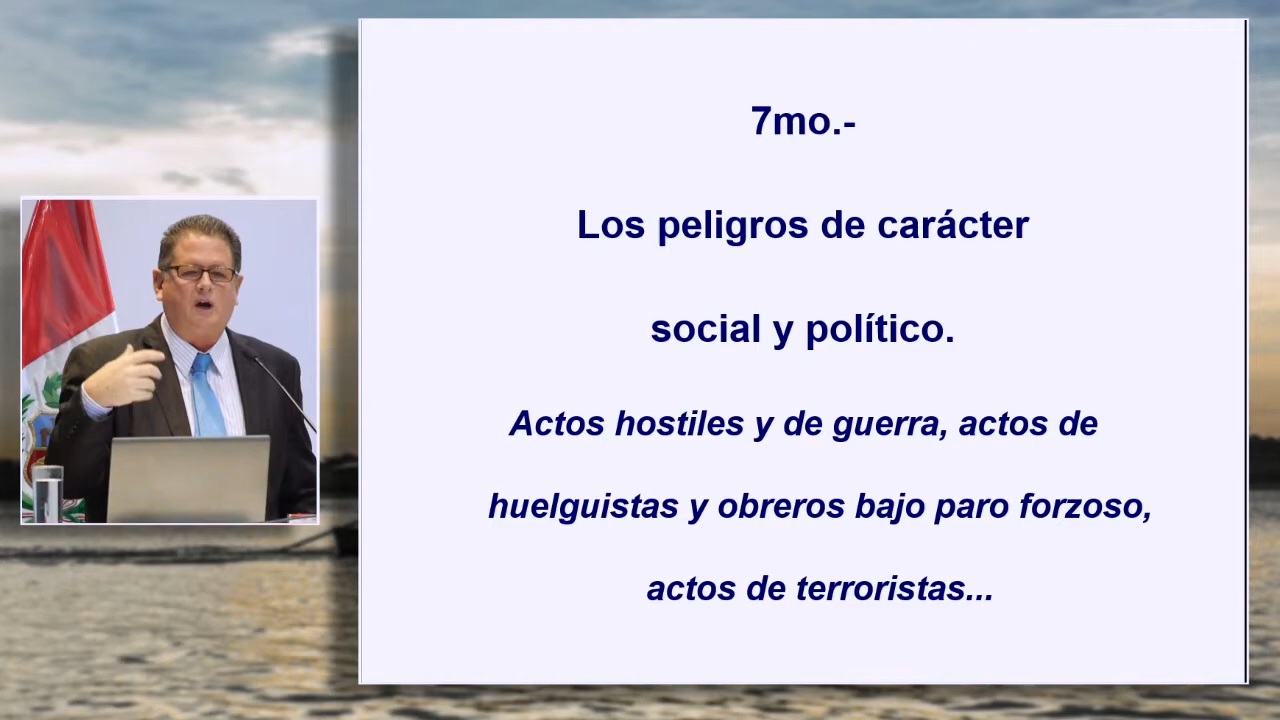 7mo.-
Los peligros de carácter
social y político.
Actos hostiles y de guerra, actos de
huelguistas y obreros bajo paro forzoso,
actos de terroristas...